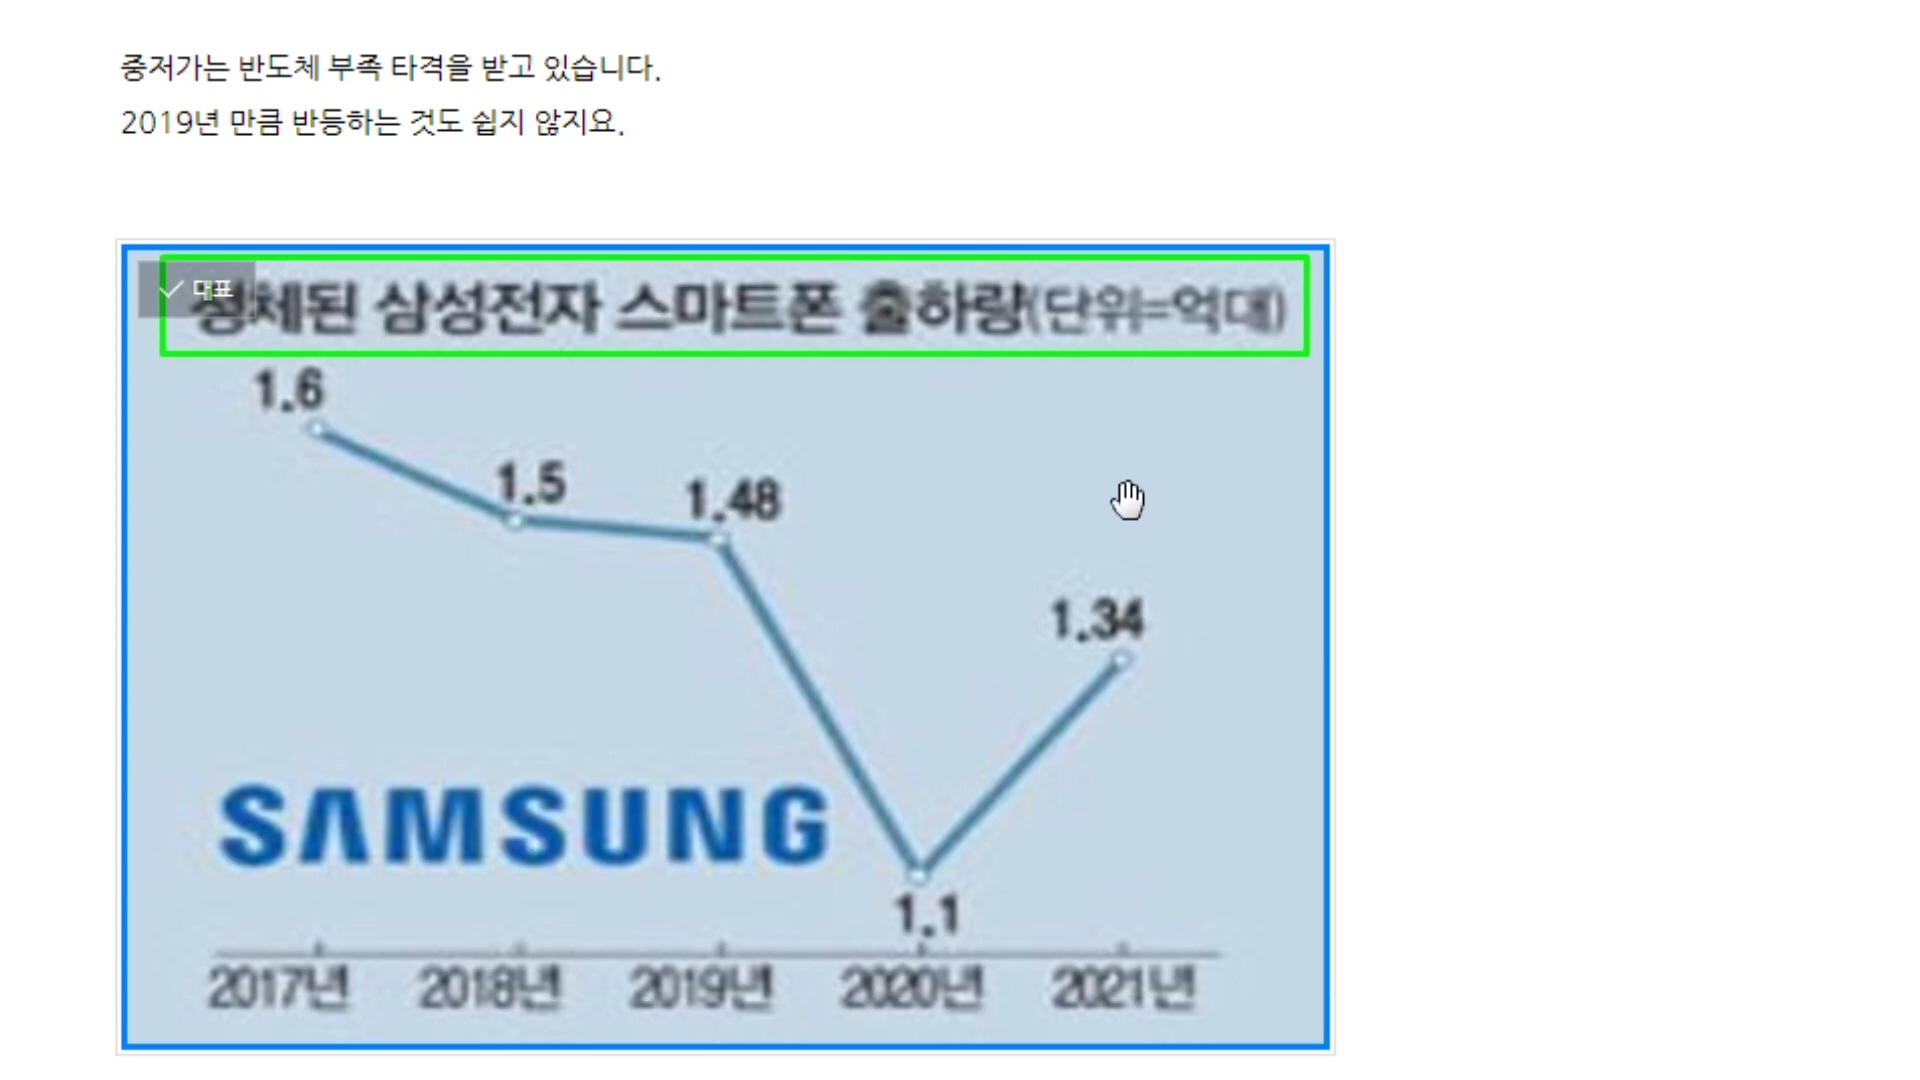 중저가는 반도체 부족 타격을 받고 있습니다.
2019년 만큼 반등하는 것도 쉽지 않지요.
대표
정체된 삼성전자 스마트폰 출하량(단위=억대)
1.6
1.5
1.48
1.34
SAMSUNG
1.1
2017년 2018년 2019년 2020년 2021년